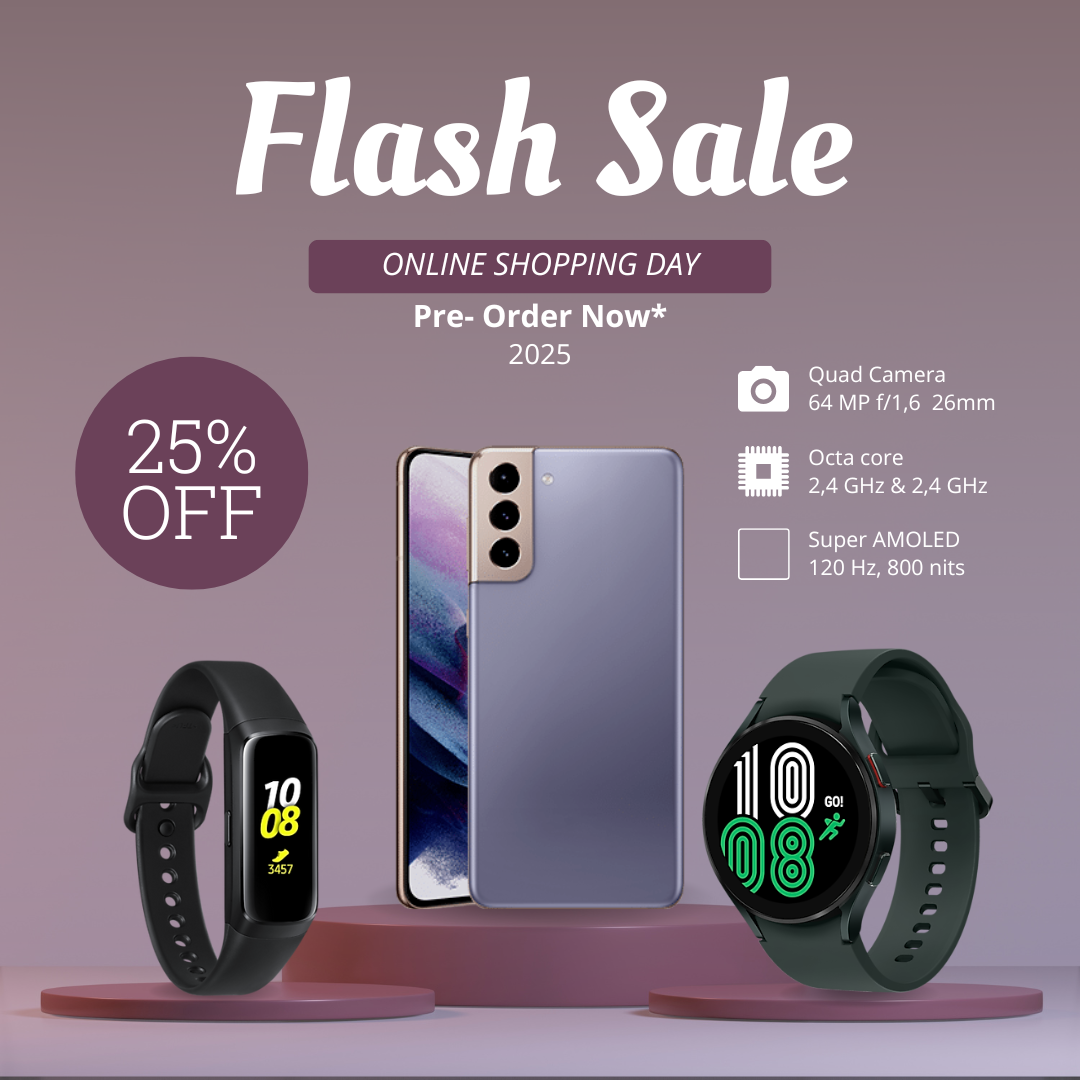 Flash Sale
ONLINE SHOPPING DAY
Pre- Order Now*
2025
25%
OFF
Quad Camera
64 MP f/1,6  26mm
Octa core
2,4 GHz & 2,4 GHz
Super AMOLED
120 Hz, 800 nits
10
08
3457
10
GO!
08